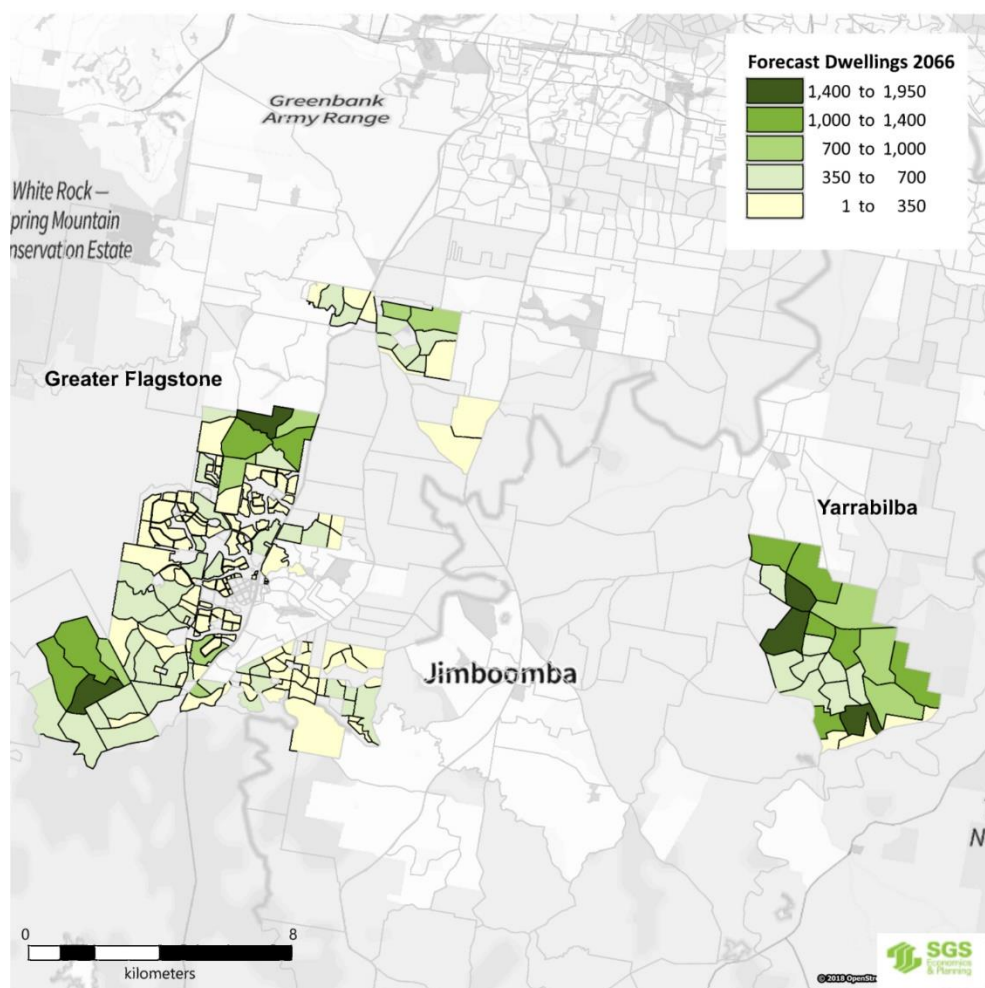 Forecast Dwellings 2066
1,400 to 1,950
1,000 to 1,400
700 to 1,000
350 to 700
1 to 350
Greenbank
Army Range
White Rock —
pring Mountain
nservation Estate
Greater Flagstone
Yarrabilba
Jimboomba
N
0 8
kilometers
SGS
Economics
& Planning
© 2018 OpenStre